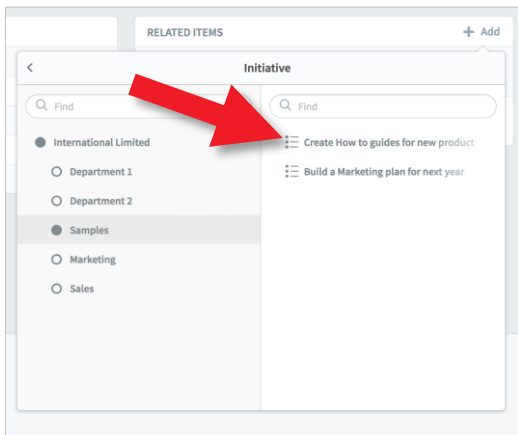 RELATED ITEMS
Add
Initiative
Find
Find
International Limited
Department 1
Department 2
Samples
Marketing
Sales
Create How to guides for new product
Build a Marketing plan for next year